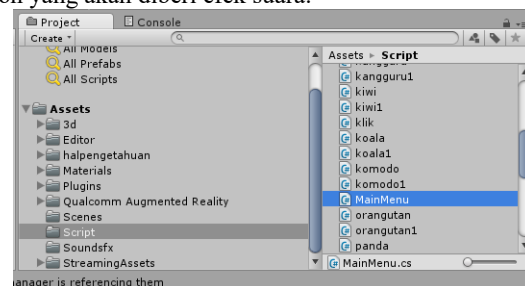 yang akan diberi efek suara.
Project Console
Create
All Models
All Prefabs
All Scripts
Assets
3d
Editor
halpengetahuan
Materials
Plugins
Qualcomm Augmented Reality
Scenes
Script
Soundsfx
StreamingAssets
Assets Script
kangguru
kangguru1
kiwi
kiwi1
klik
koala
koala1
komodo
komodo1
MainMenu
orangutan
orangutan1
panda
MainMenu.cs
anager is referencing them